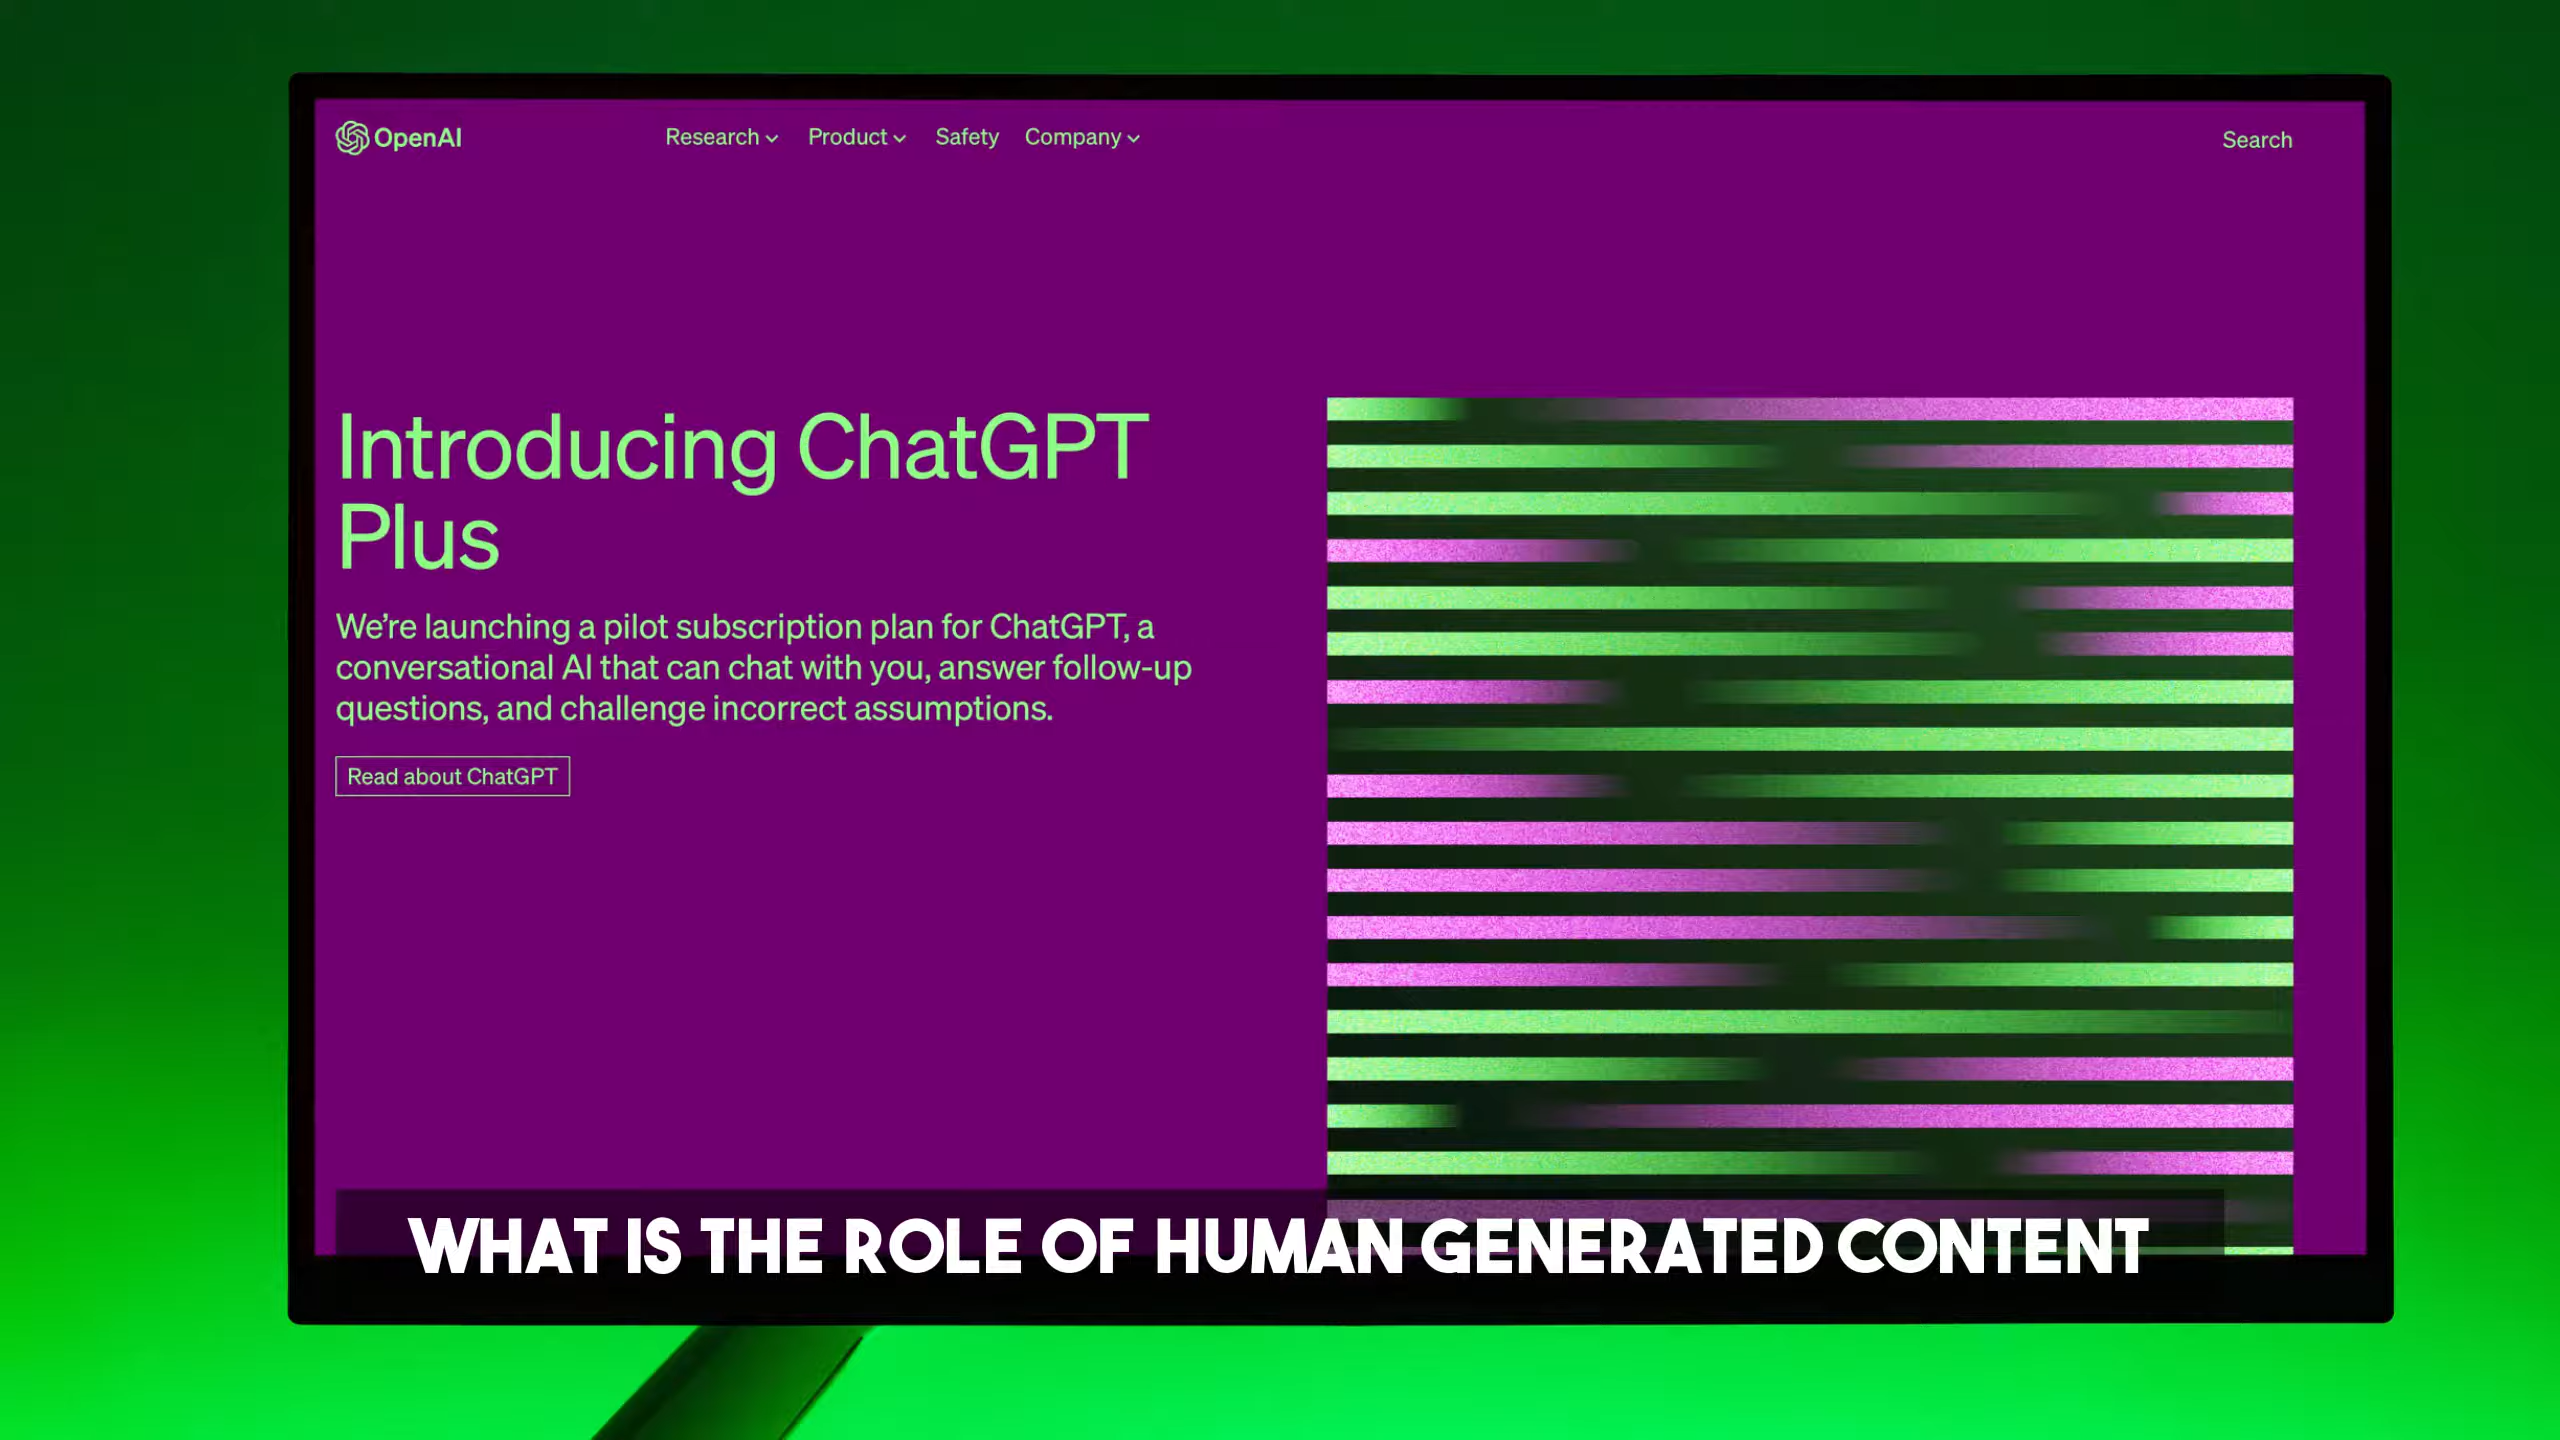 OpenAI
Research
Product
Safety
Company
Search
Introducing ChatGPT
Plus
We're launching a pilot subscription plan for ChatGPT, a
conversational AI that can chat with you, answer follow-up
questions, and challenge incorrect assumptions.
Read about ChatGPT
WHAT IS THE ROLE OF HUMAN GENERATED CONTENT